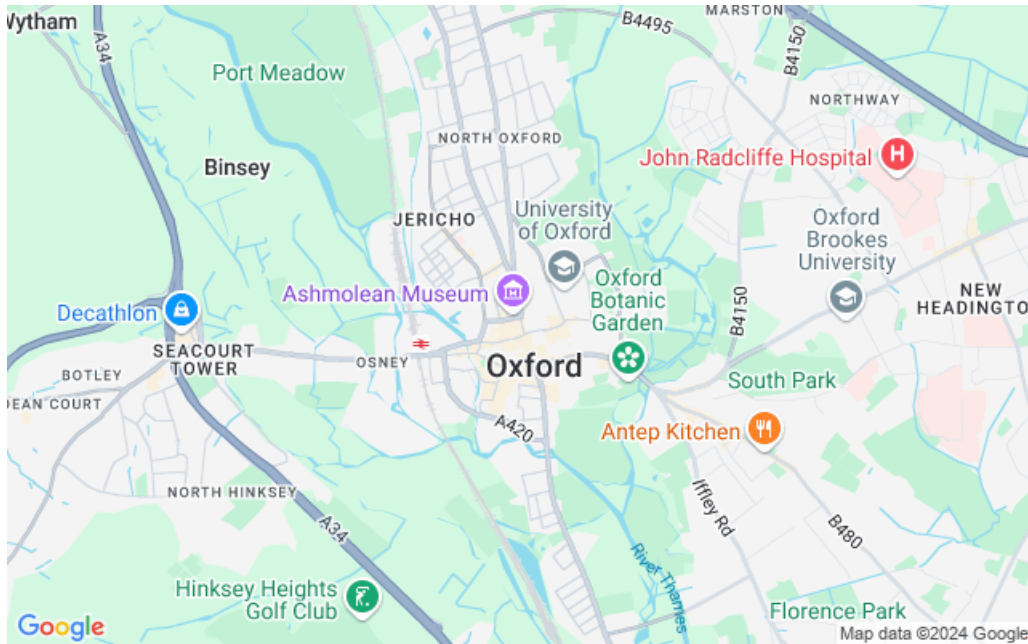 Wytham
A34
Port Meadow
B4495
MARSTON
B4150
NORTHWAY
NORTH OXFORD
John Radcliffe Hospital
H
Binsey
JERICHO
University
of Oxford
Oxford
Brookes
University
Ashmolean Museum
Oxford
Botanic
Garden
B4150
NEW
HEADINGTO
Decathlon
SEACOURT
TOWER
OSNEY
Oxford
BOTLEY
DEAN COURT
South Park
A420
Antep Kitchen
NORTH HINKSEY
A34
Iffley Rd
B480
River Thames
Hinksey Heights
Golf Club
Florence Park
Google
Map data ©2024 Google